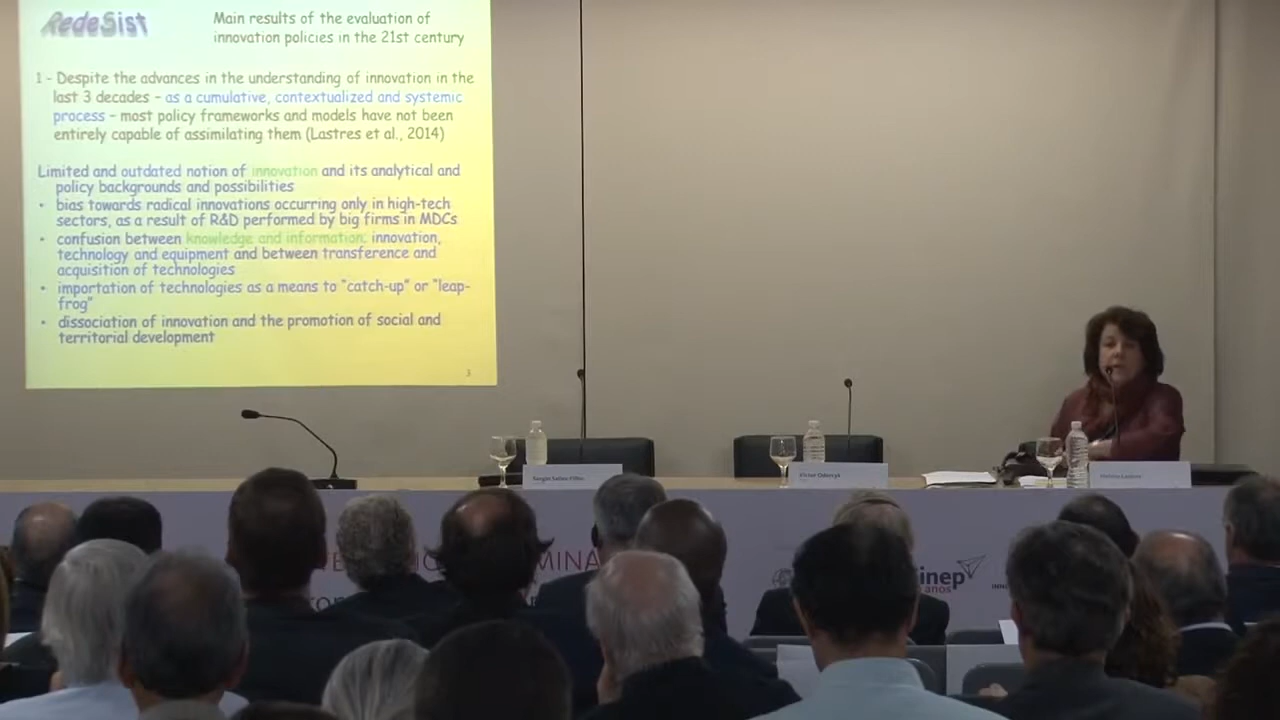 RedeSist
Main results of the evaluation of
innovation policies in the 21st century
1 - Despite the advances in the understanding of innovation in the
last 3 decades – as a cumulative, contextualized and systemic
process – most policy frameworks and models have not been
entirely capable of assimilating them (Lastres et al., 2014)
Limited and outdated notion of innovation and its analytical and
policy backgrounds and possibilities
• bias towards radical innovations occurring only in high-tech
sectors, as a result of R&D performed by big firms in MDCs
• confusion between knowledge and information; innovation,
technology and equipment and between transference and
acquisition of technologies
• importation of technologies as a means to "catch-up" or "leap-
frog"
• dissociation of innovation and the promotion of social and
territorial development
3
inep
anos